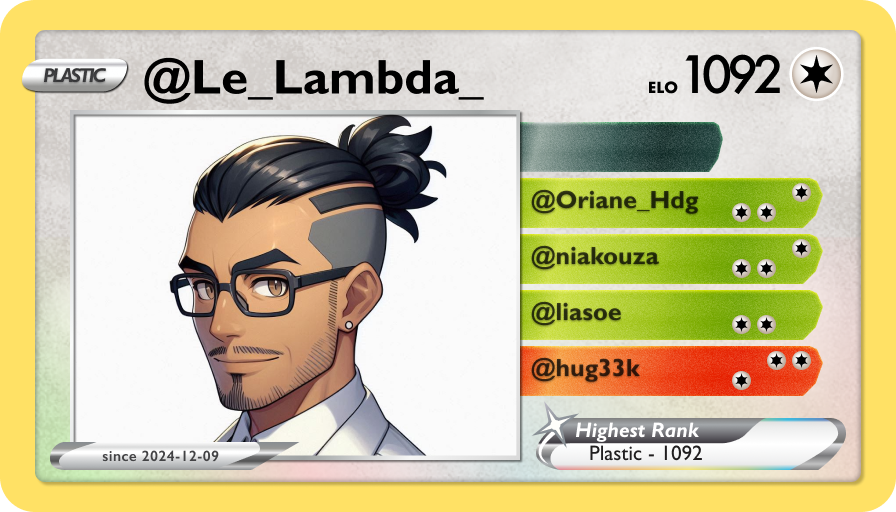 PLASTIC
@Le_Lambda_
ELO 1092
@Oriane_Hdg
@niakouza
@liasoe
@hug33k
Highest Rank
Plastic - 1092
since 2024-12-09